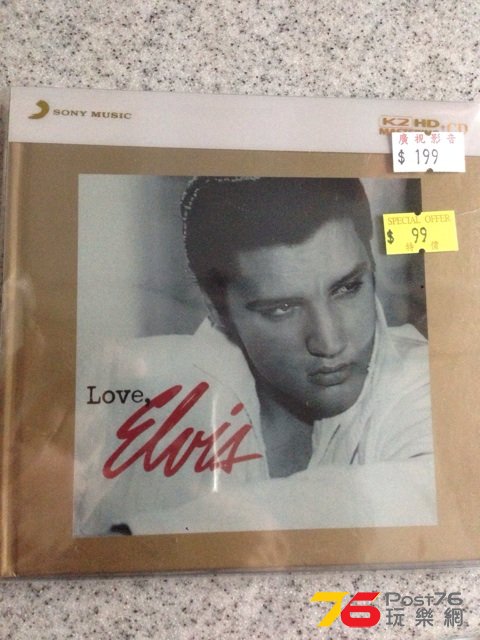 SONY MUSIC
K2 HD
CD
廣視影音
$ 199
SPECIAL OFFER
$ 99
特價
Love,
Elvis
76 Post76
玩樂網